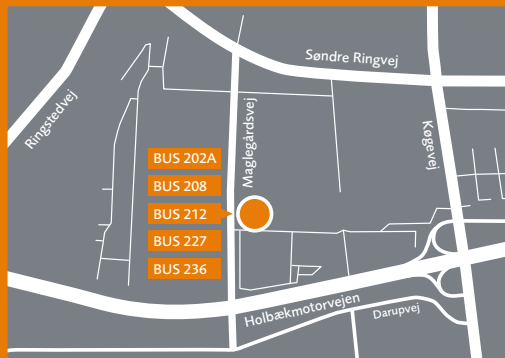 Søndre Ringvej
Ringstedvej
Maglegårdsvej
Køgevej
BUS 202A
BUS 208
BUS 212
BUS 227
BUS 236
Holbækmotorvejen
Darupvej